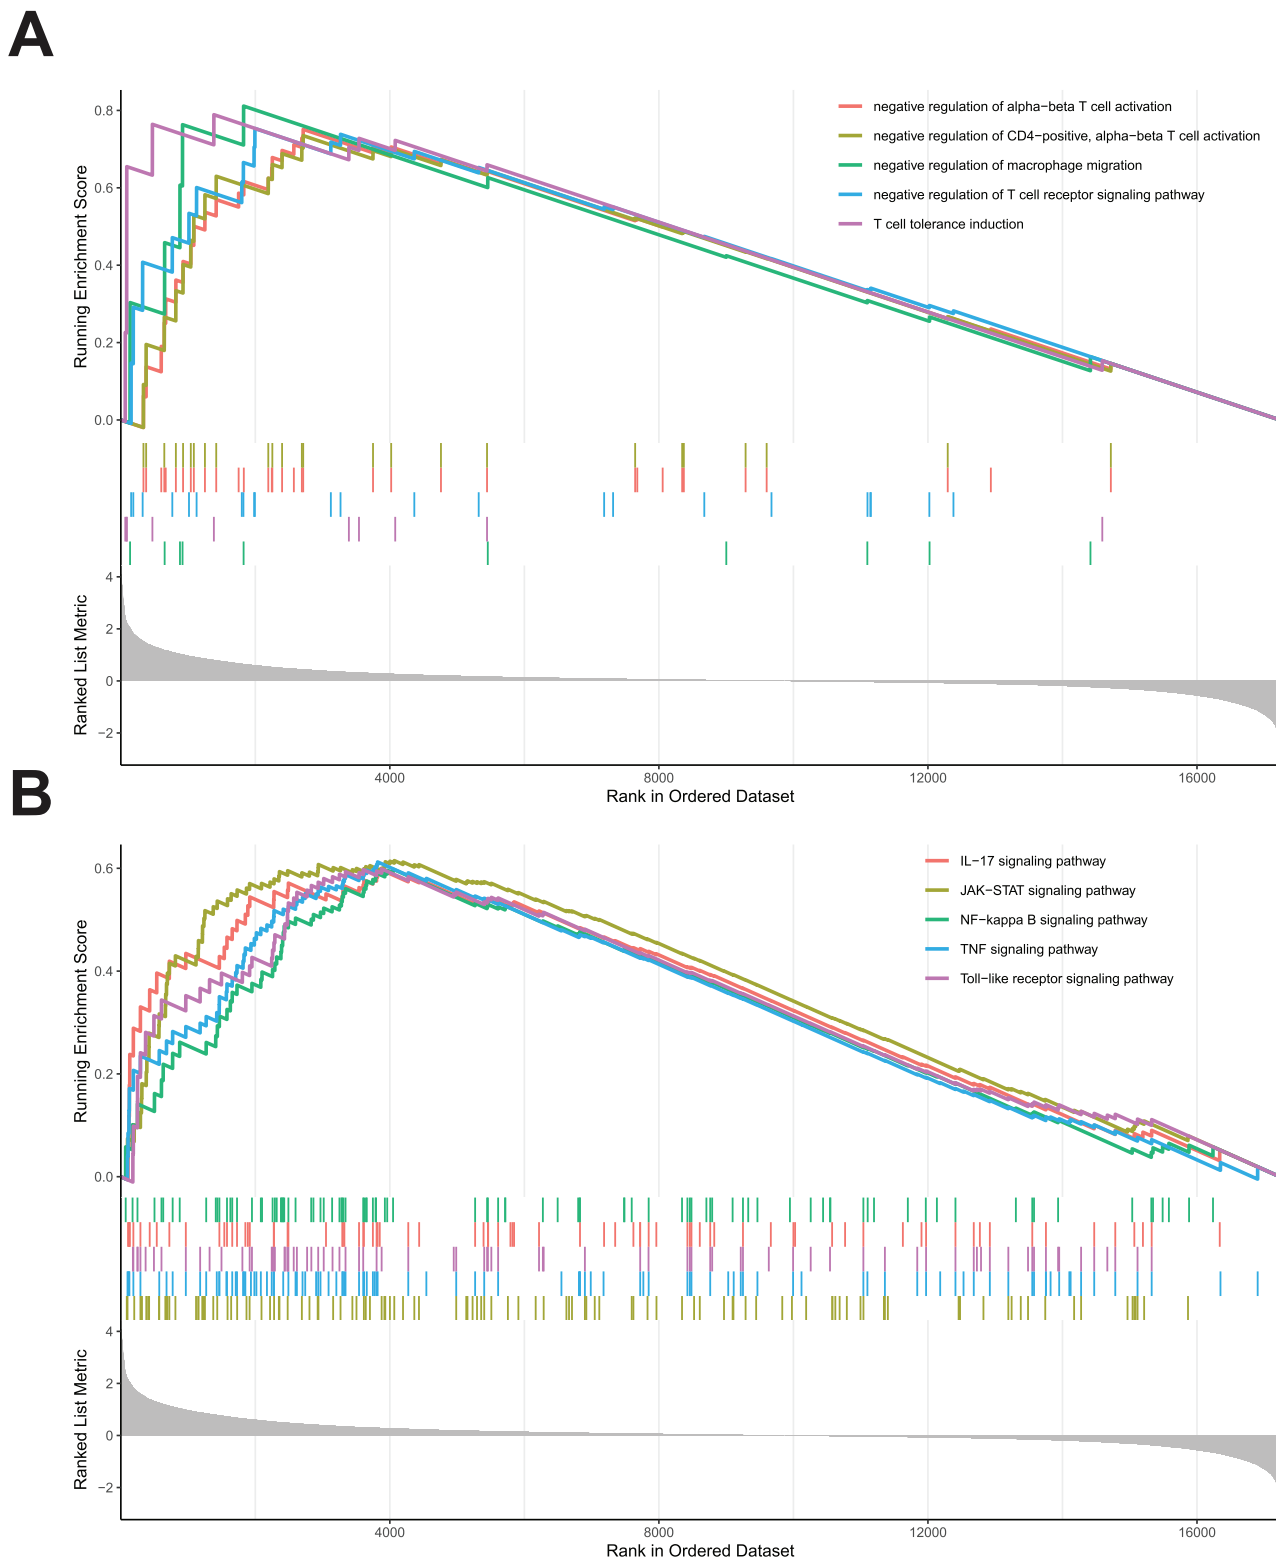 A
Running Enrichment Score
0.8
0.6
0.4
0.2
0.0
negative regulation of alpha−beta T cell activation
negative regulation of CD4−positive, alpha−beta T cell activation
negative regulation of macrophage migration
negative regulation of T cell receptor signaling pathway
T cell tolerance induction
Ranked List Metric
4
2
0
−2
4000
8000
12000
16000
Rank in Ordered Dataset
B
Running Enrichment Score
0.6
0.4
0.2
0.0
IL−17 signaling pathway
JAK−STAT signaling pathway
NF−kappa B signaling pathway
TNF signaling pathway
Toll−like receptor signaling pathway
Ranked List Metric
4
2
0
−2
4000
8000
12000
16000
Rank in Ordered Dataset